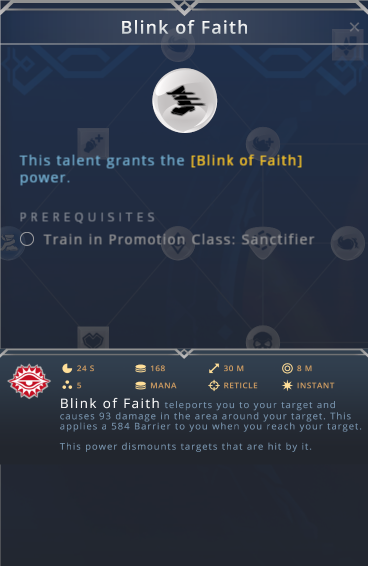 Blink of Faith
This talent grants the [Blink of Faith]
power.
PREREQUISITES
Train in Promotion Class: Sanctifier
24 S 168 30 M 8 M
5 MANA RETICLE INSTANT
Blink of Faith teleports you to your target and
causes 93 damage in the area around your target. This
applies a 584 Barrier to you when you reach your target.
This power dismounts targets that are hit by it.